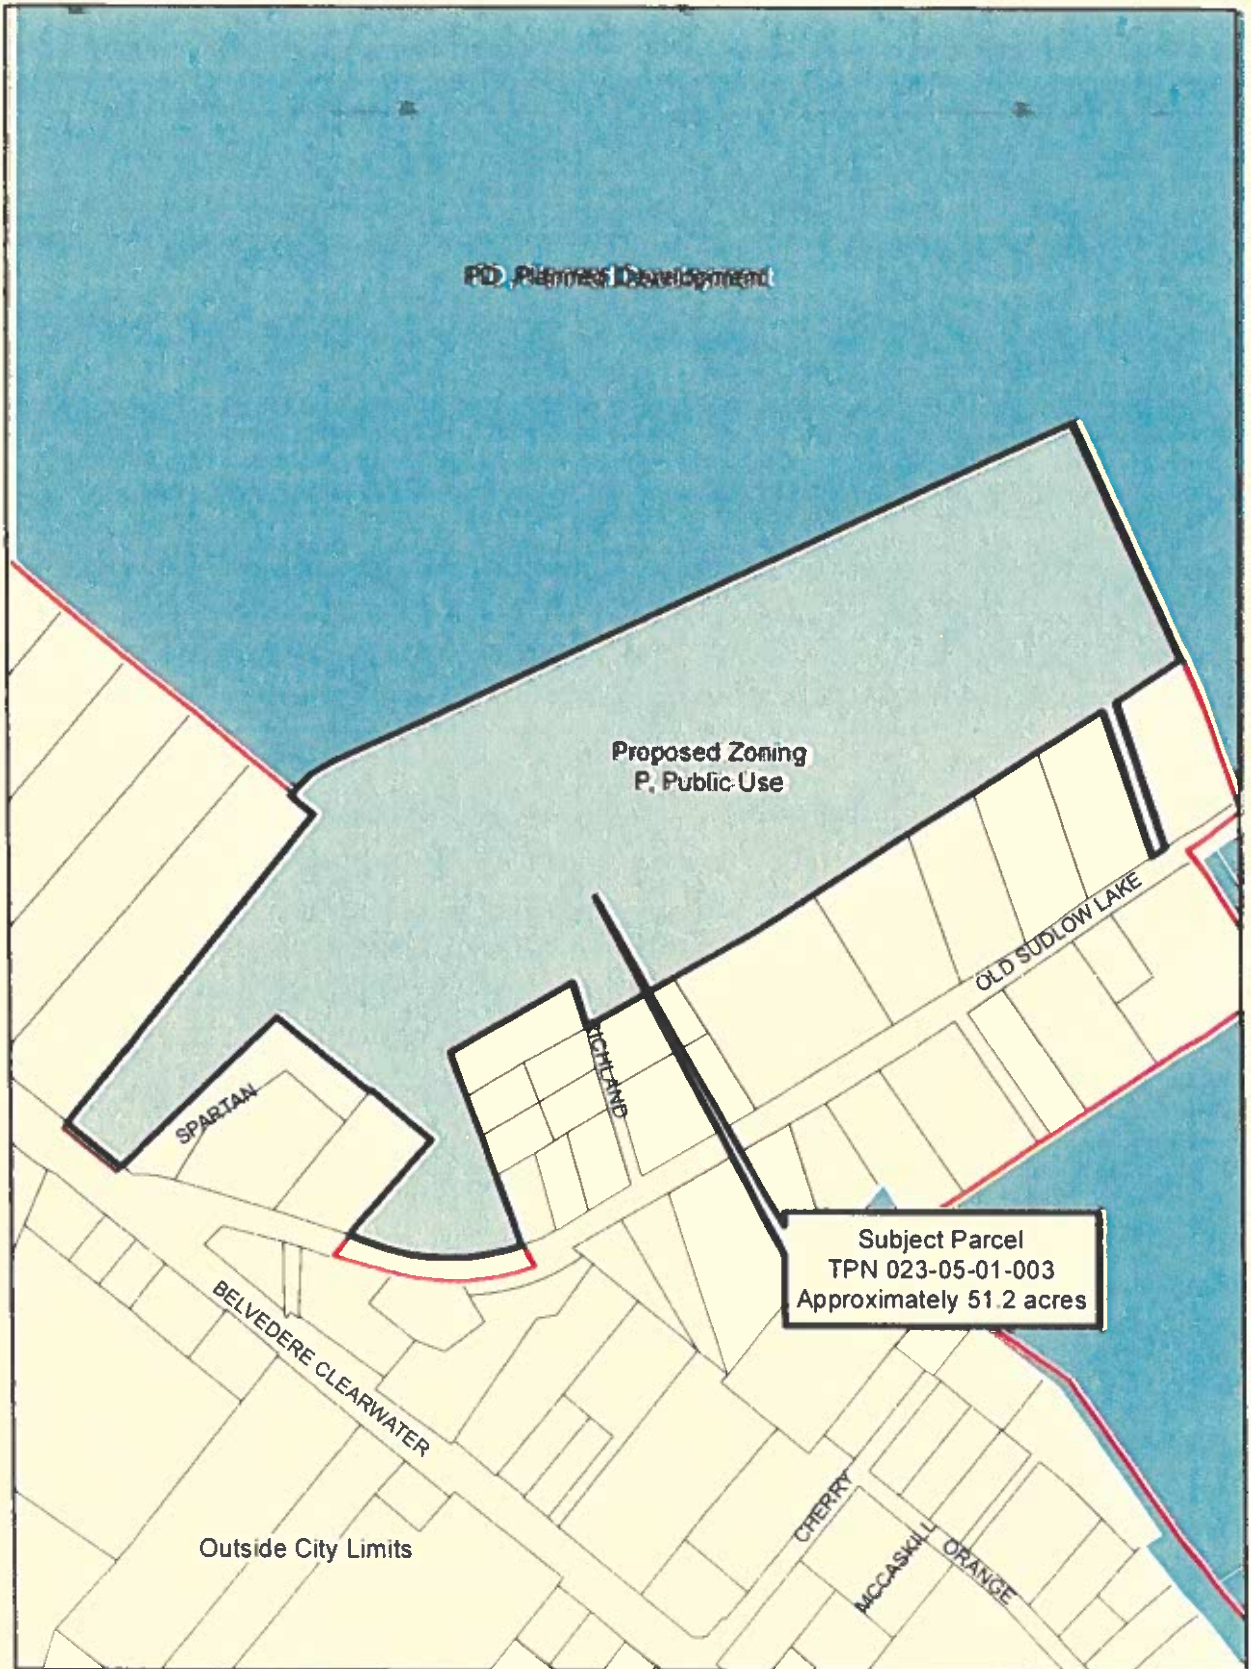 PD, Planned Development
Proposed Zoning
P, Public Use
OLD SUDLOW LAKE
RICHLAND
SPARTAN
Subject Parcel
TPN 023-05-01-003
Approximately 51.2 acres
BELVEDERE CLEARWATER
CHERRY
MCCASKILL
ORANGE
Outside City Limits